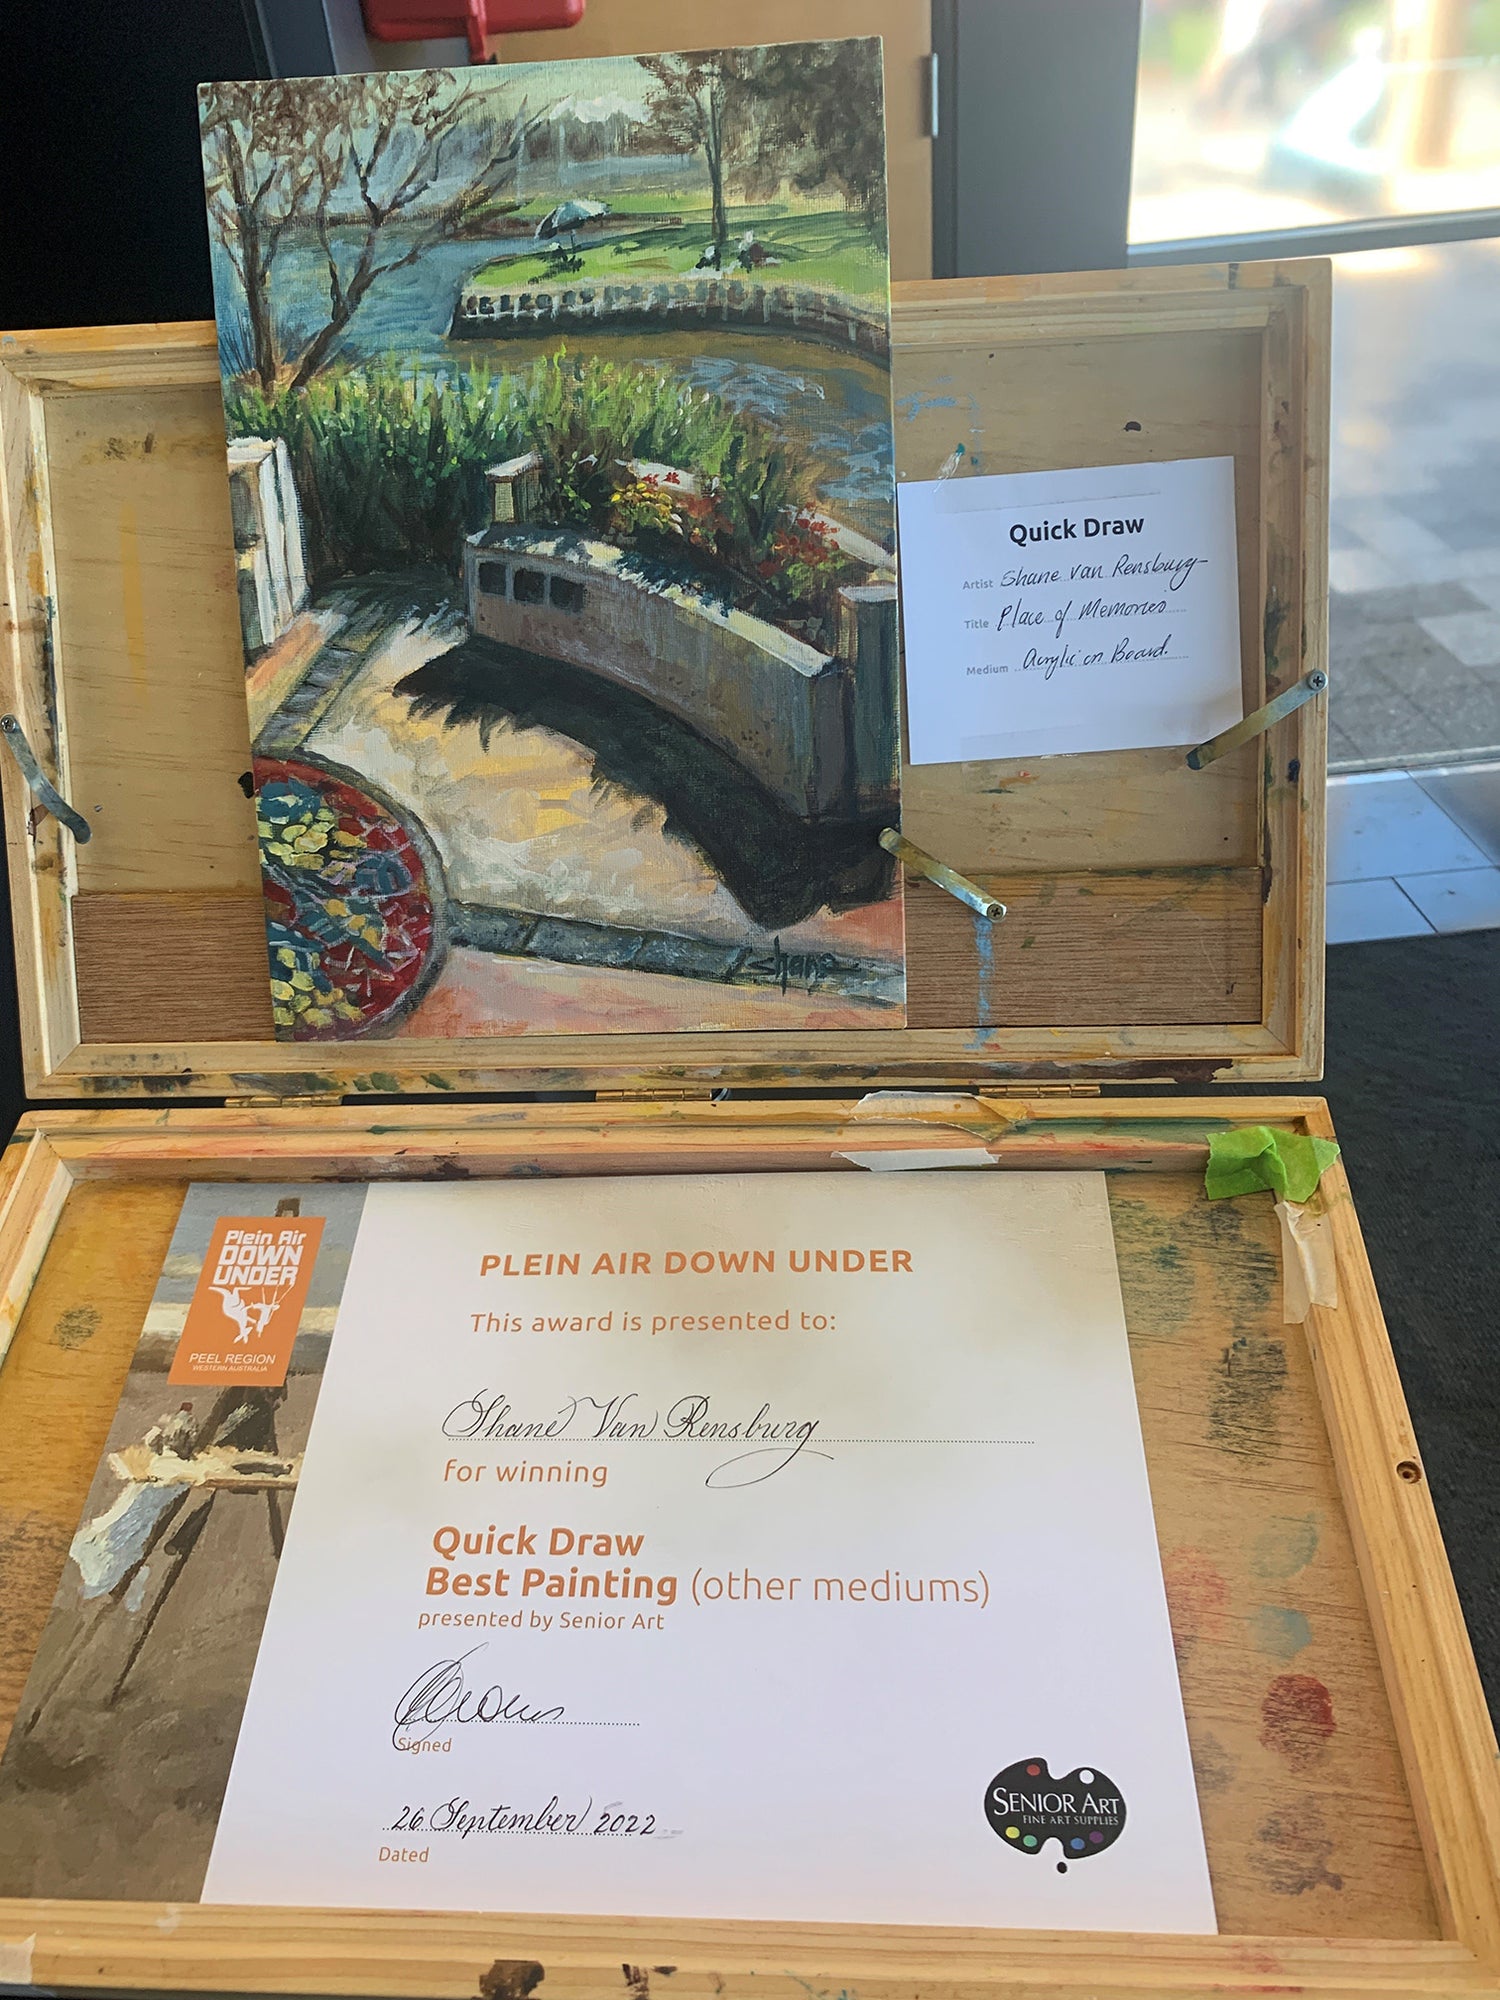 shane
Quick Draw
Artist Shane van Rensburg
Title Place of Memories
Medium Acrylic on Board.
Plein Air
DOWN
UNDER
PEEL REGION
WESTERN AUSTRALIA
PLEIN AIR DOWN UNDER
This award is presented to:
Shane Van Rensburg
for winning
Quick Draw
Best Painting (other mediums)
presented by Senior Art
Signed
26 September 2022
Dated
SENIOR ART
FINE ART SUPPLIES